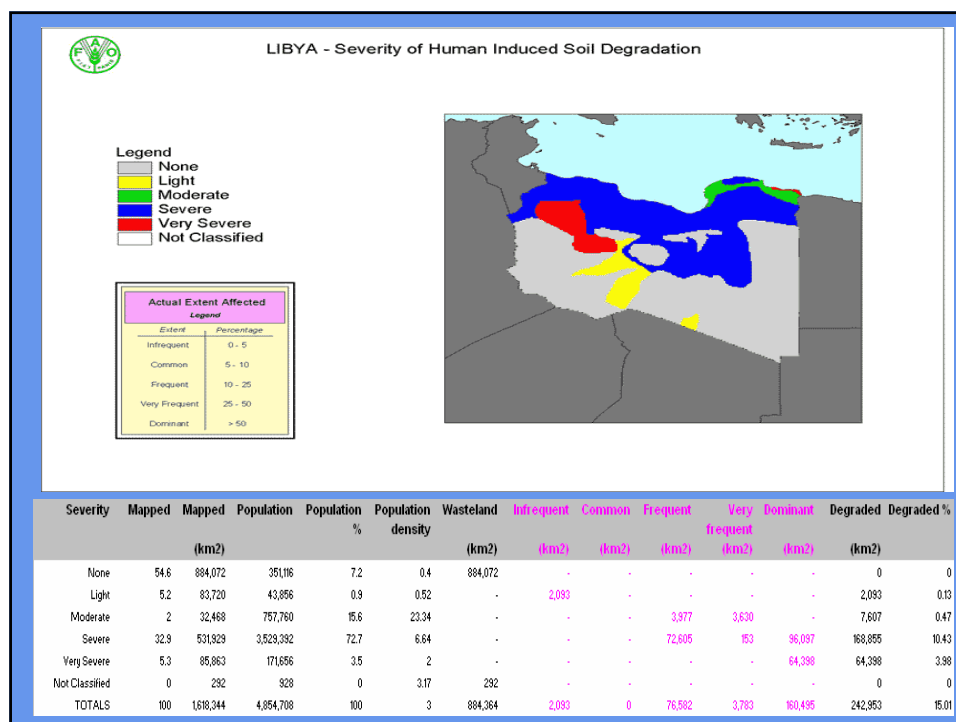 FAO
FIAT PANIS
LIBYA - Severity of Human Induced Soil Degradation
Legend
None
Light
Moderate
Severe
Very Severe
Not Classified
Actual Extent Affected
Legend
Extent Percentage
Infrequent 0 - 5
Common 5 - 10
Frequent 10 - 25
Very Frequent 25 - 50
Dominant > 50
Severity Mapped Mapped Population Population Population Wasteland Infrequent Common Frequent Very Dominant Degraded Degraded %
% density frequent
(km2) (km2) (km2) (km2) (km2) (km2) (km2) (km2)
None 54.6 884,072 351,116 7.2 0.4 884,072 - - - - - 0 0
Light 5.2 83,720 43,856 0.9 0.52 - 2,093 - - - - 2,093 0.13
Moderate 2 32,468 757,760 15.6 23.34 - - - 3,977 3,630 - 7,607 0.47
Severe 32.9 531,929 3,529,392 72.7 6.64 - - - 72,605 153 96,097 168,855 10.43
Very Severe 5.3 85,863 171,656 3.5 2 - - - - - 64,398 64,398 3.98
Not Classified 0 292 928 0 3.17 292 - - - - - 0 0
TOTALS 100 1,618,344 4,854,708 100 3 884,364 2,093 0 76,582 3,783 160,495 242,953 15.01